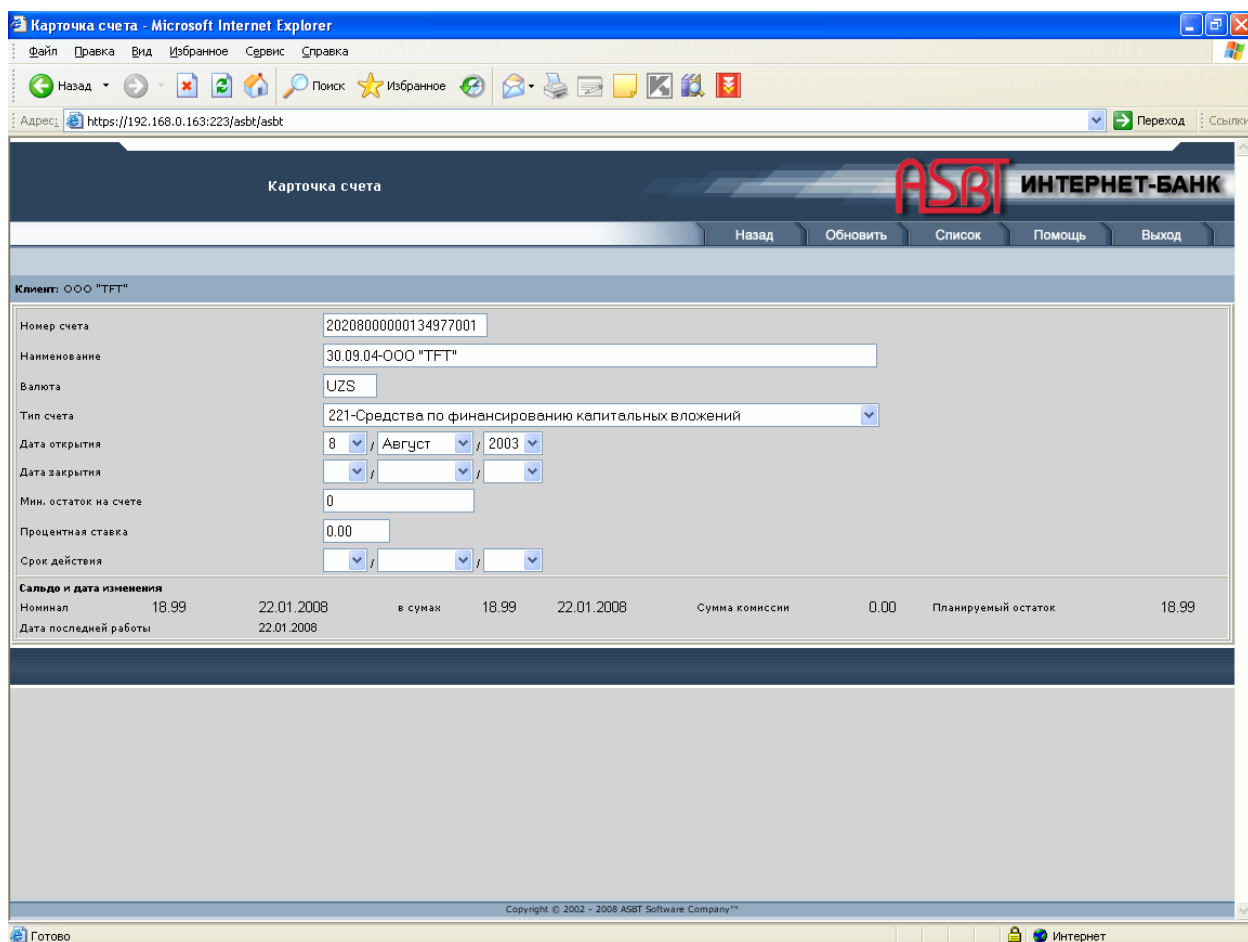 Карточка счета - Microsoft Internet Explorer
Файл Правка Вид Избранное Сервис Справка
Назад Поиск Избранное
Адрес: https://192.168.0.163:223/asbt/asbt Переход Ссылки
Карточка счета ASBT ИНТЕРНЕТ-БАНК
Назад Обновить Список Помощь Выход
Клиент: ООО "TFT"
Номер счета 20208000000134977001
Наименование 30.09.04-ООО "TFT"
Валюта UZS
Тип счета 221-Средства по финансированию капитальных вложений
Дата открытия 8 / Август / 2003
Дата закрытия / /
Мин. остаток на счете 0
Процентная ставка 0.00
Срок действия / /
Сальдо и дата изменения
Номинал 18.99 22.01.2008 в сумах 18.99 22.01.2008 Сумма комиссии 0.00 Планируемый остаток 18.99
Дата последней работы 22.01.2008
Copyright © 2002 - 2008 ASBT Software Company™
Готово Интернет